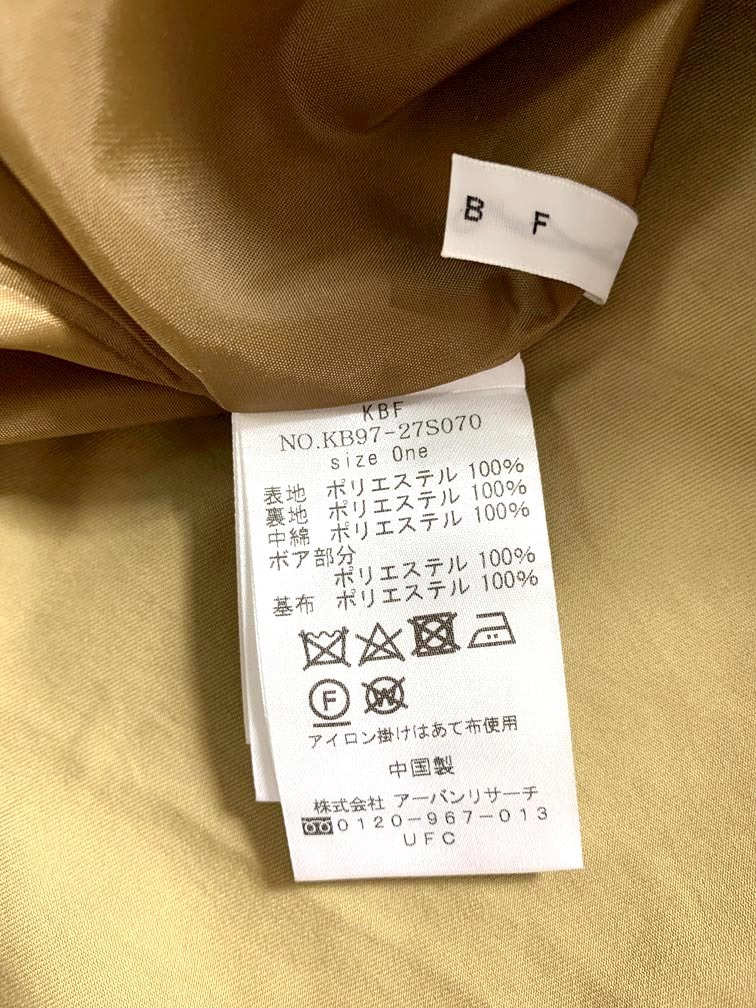 B F
KBF
NO.KB97-27S070
size One
表地 ポリエステル 100%
裏地 ポリエステル 100%
中綿 ポリエステル 100%
ボア部分
ポリエステル 100%
基布 ポリエステル 100%
F
W
アイロン掛けはあて布使用
中国製
株式会社 アーバンリサーチ
0120-967-013
UFC